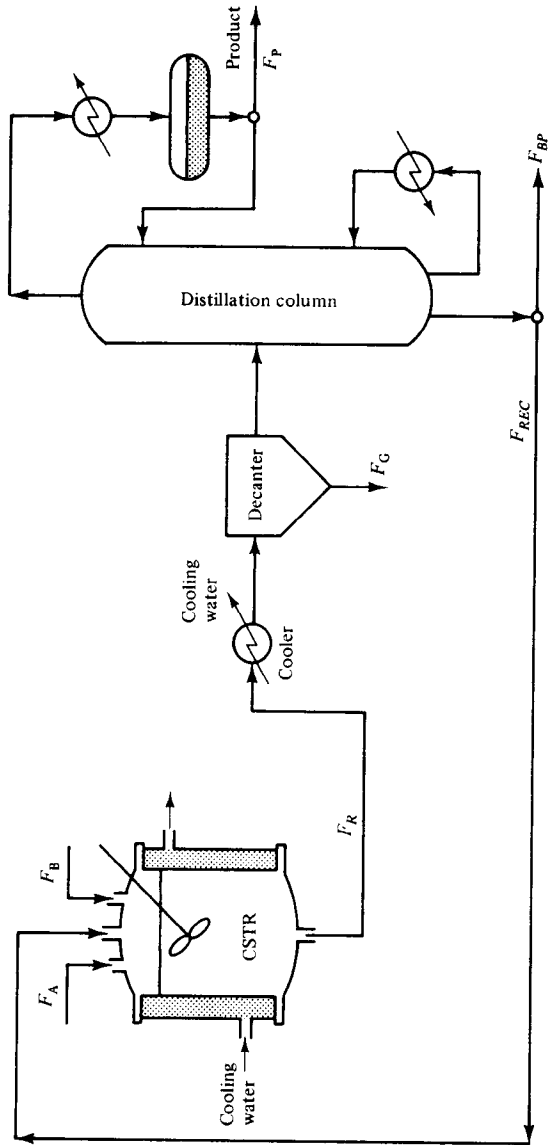 F_A
F_B
CSTR
Cooling
water
F_R
Cooling
water
Cooler
Decanter
F_G
Distillation column
Product
F_P
F_REC
F_BP